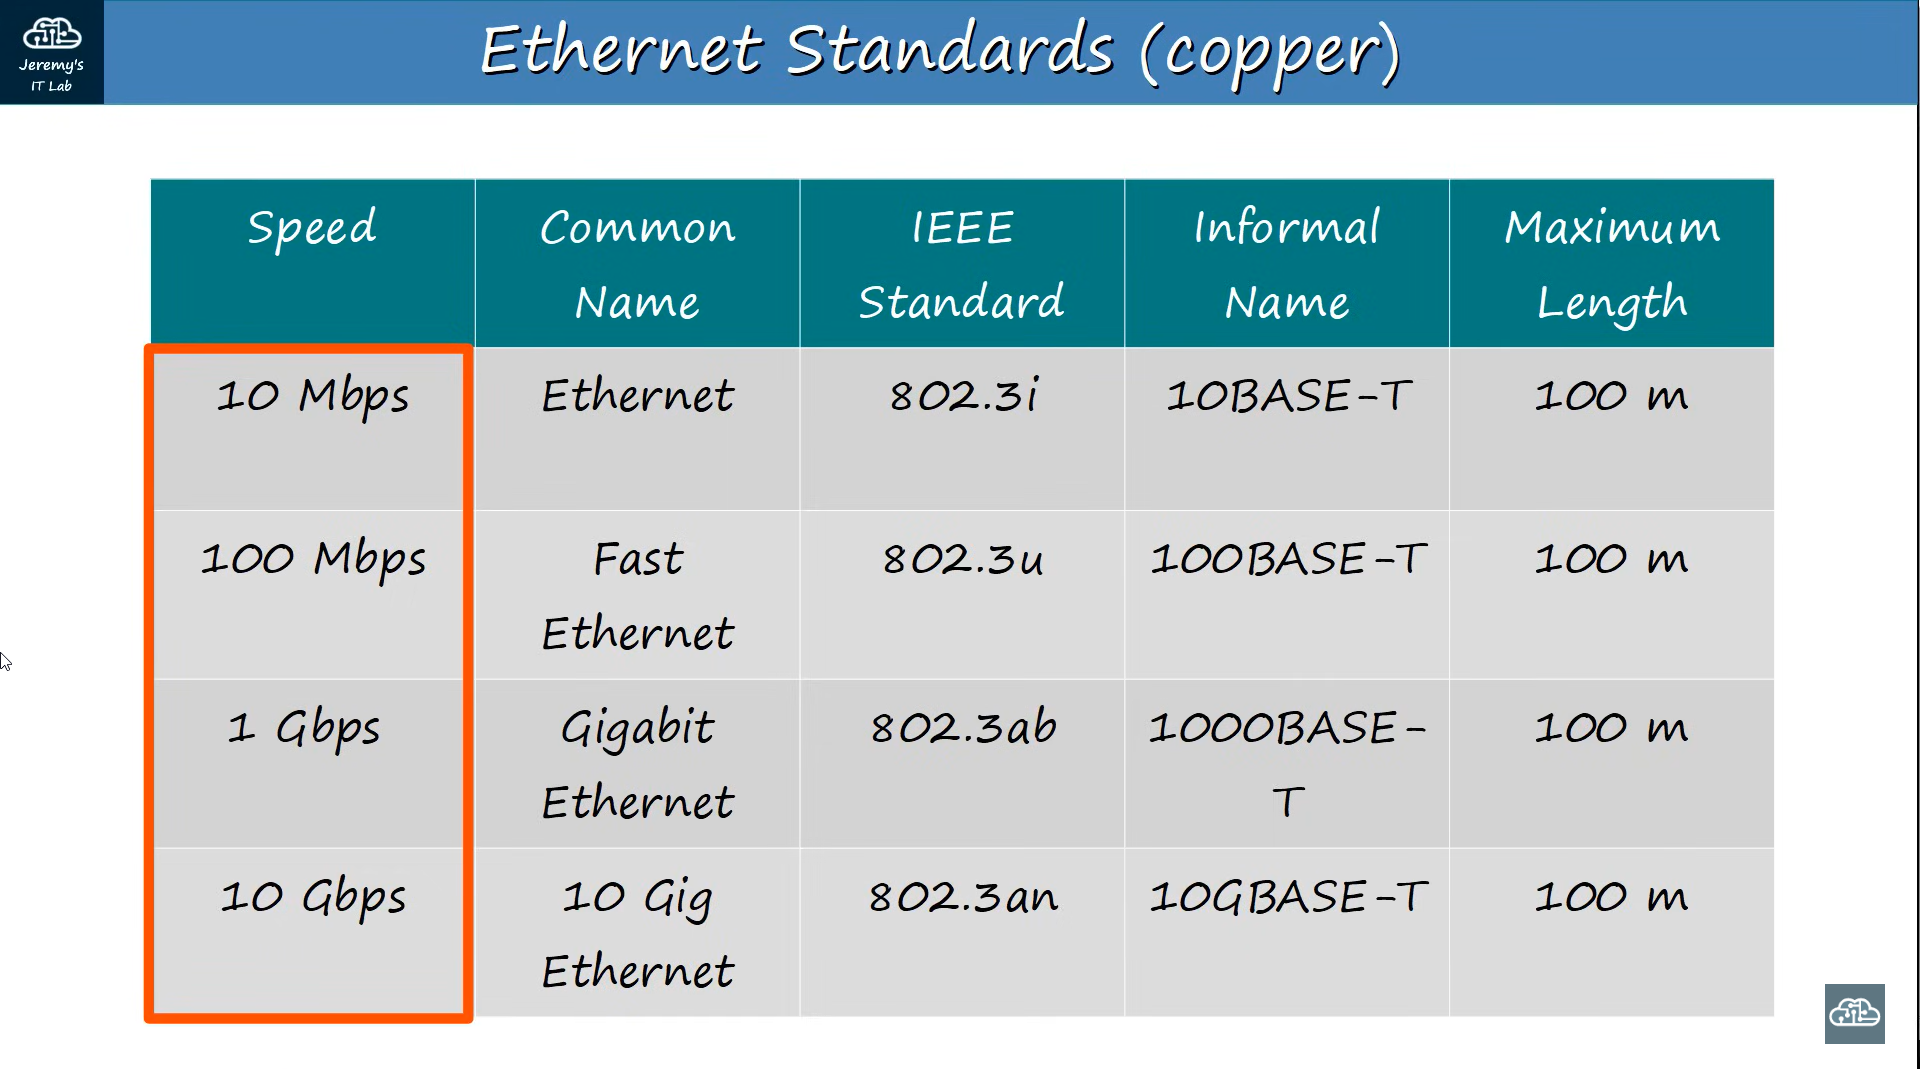 Jeremy's
IT Lab
Ethernet Standards (copper)
Speed
Common
Name
IEEE
Standard
Informal
Name
Maximum
Length
10 Mbps
Ethernet
802.3i
10BASE-T
100 m
100 Mbps
Fast
Ethernet
802.3u
100BASE-T
100 m
1 Gbps
Gigabit
Ethernet
802.3ab
1000BASE-
T
100 m
10 Gbps
10 Gig
Ethernet
802.3an
10GBASE-T
100 m